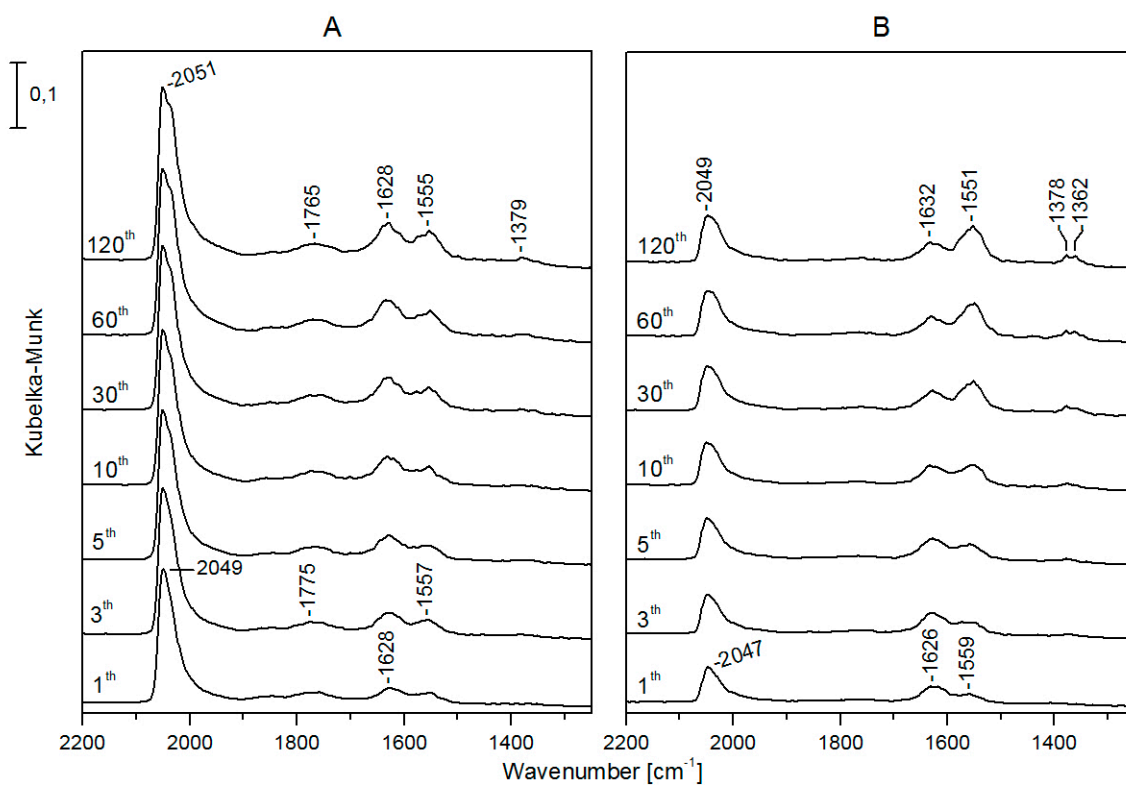 A
B
0,1
-2051
-1765
-1628
-1555
-1379
-2049
-1632
-1551
1378
1362
120th
120th
60th
60th
30th
30th
10th
10th
5th
5th
2049
-1775
-1557
3th
3th
-1628
-2047
-1626
-1559
1th
1th
Kubelka-Munk
2200 2000 1800 1600 1400
2200 2000 1800 1600 1400
Wavenumber [cm-1]